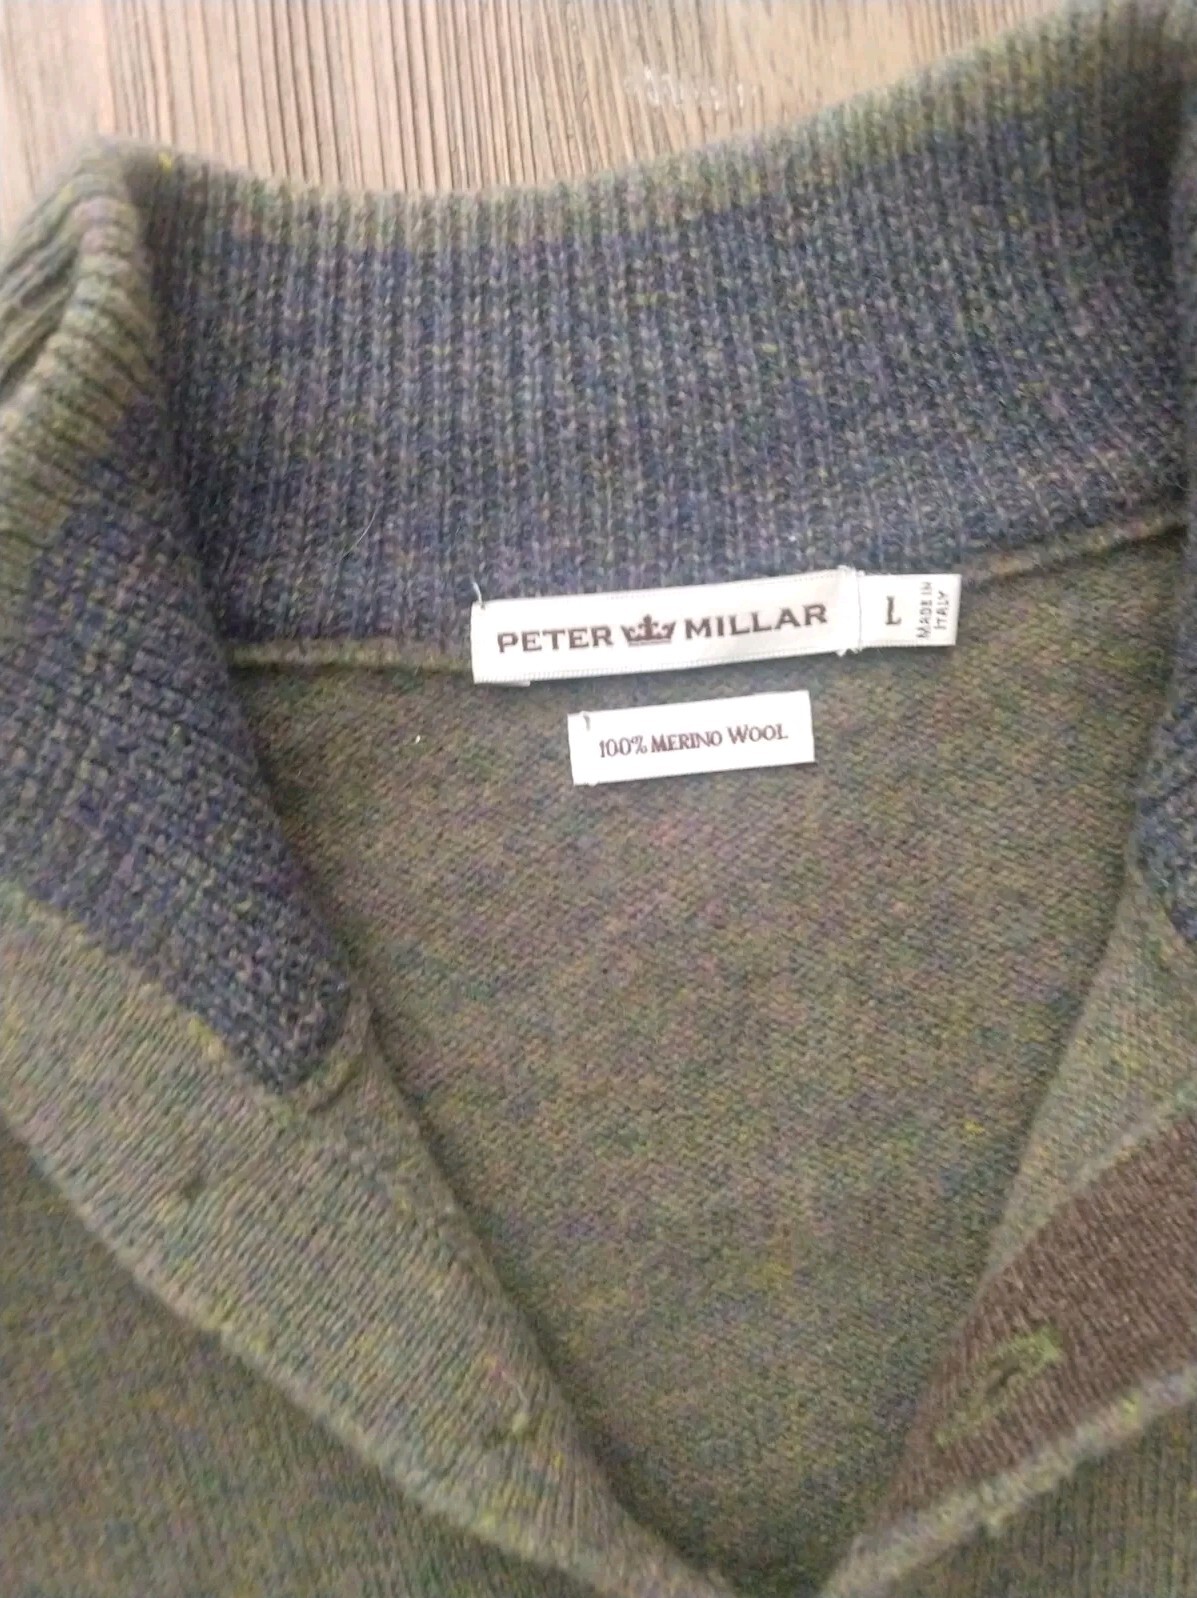 PETER MILLAR
L
MADE IN
ITALY
100% MERINO WOOL